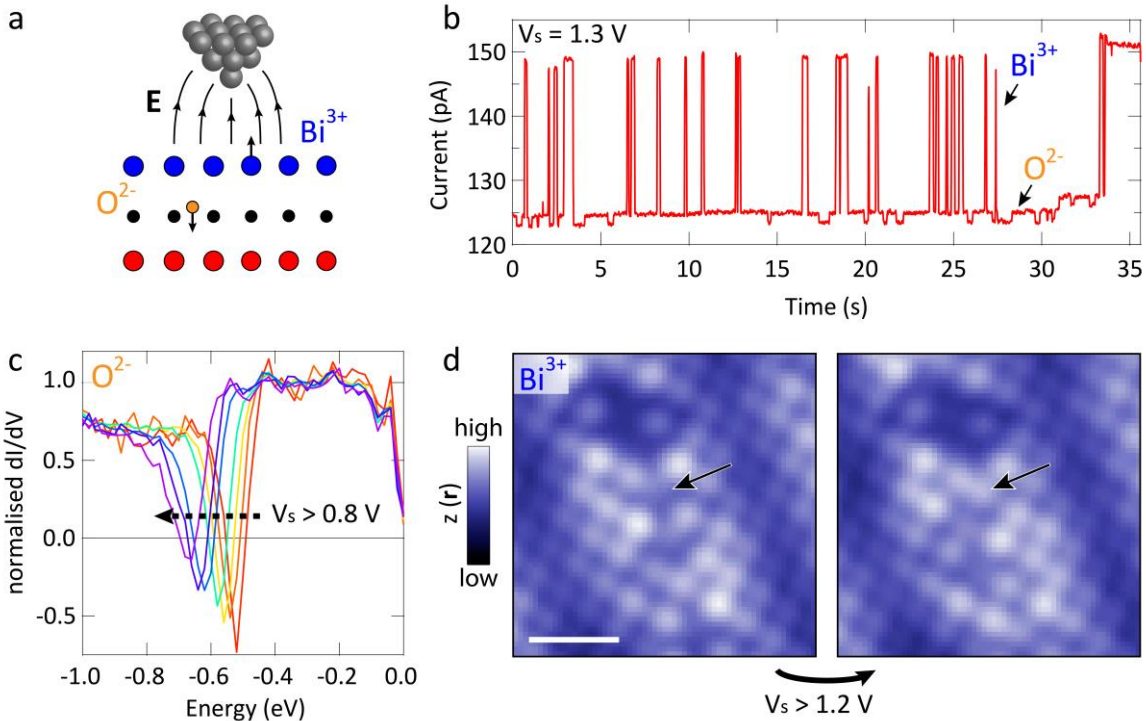 a
E
Bi3+
O2-
b
Vs = 1.3 V
Bi3+
O2-
Current (pA)
150
140
130
120
0
5
10
15
20
25
30
35
Time (s)
c
O2-
Vs > 0.8 V
normalised dI/dV
1.0
0.5
0.0
-0.5
-1.0
-0.8
-0.6
-0.4
-0.2
0.0
Energy (eV)
d
Bi3+
high
z (r)
low
Vs > 1.2 V